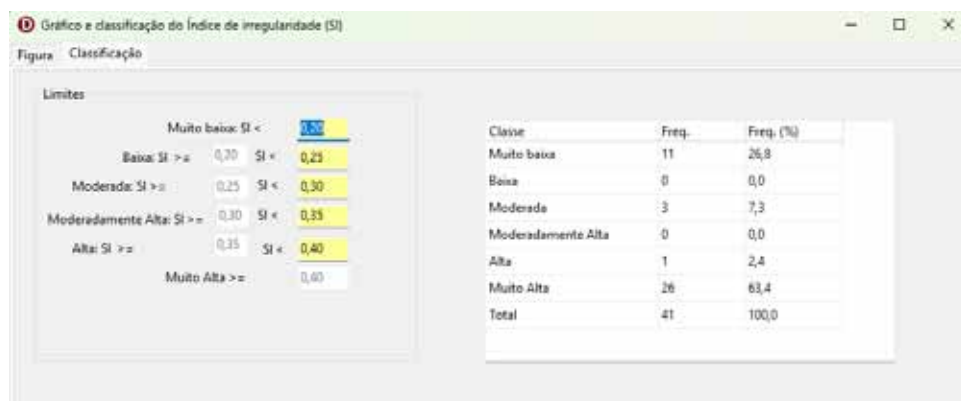 Gráfico e classificação do Índice de irregularidade (SI)
Figura Classificação
Limites
Muito baixa: SI < 0,20
Baixa: SI >= 0,20 SI < 0,25
Moderada: SI >= 0,25 SI < 0,30
Moderadamente Alta: SI >= 0,30 SI < 0,35
Alta: SI >= 0,35 SI < 0,40
Muito Alta >= 0,40
Classe Freq. Freq. (%)
Muito baixa 11 26,8
Baixa 0 0,0
Moderada 3 7,3
Moderadamente Alta 0 0,0
Alta 1 2,4
Muito Alta 26 63,4
Total 41 100,0